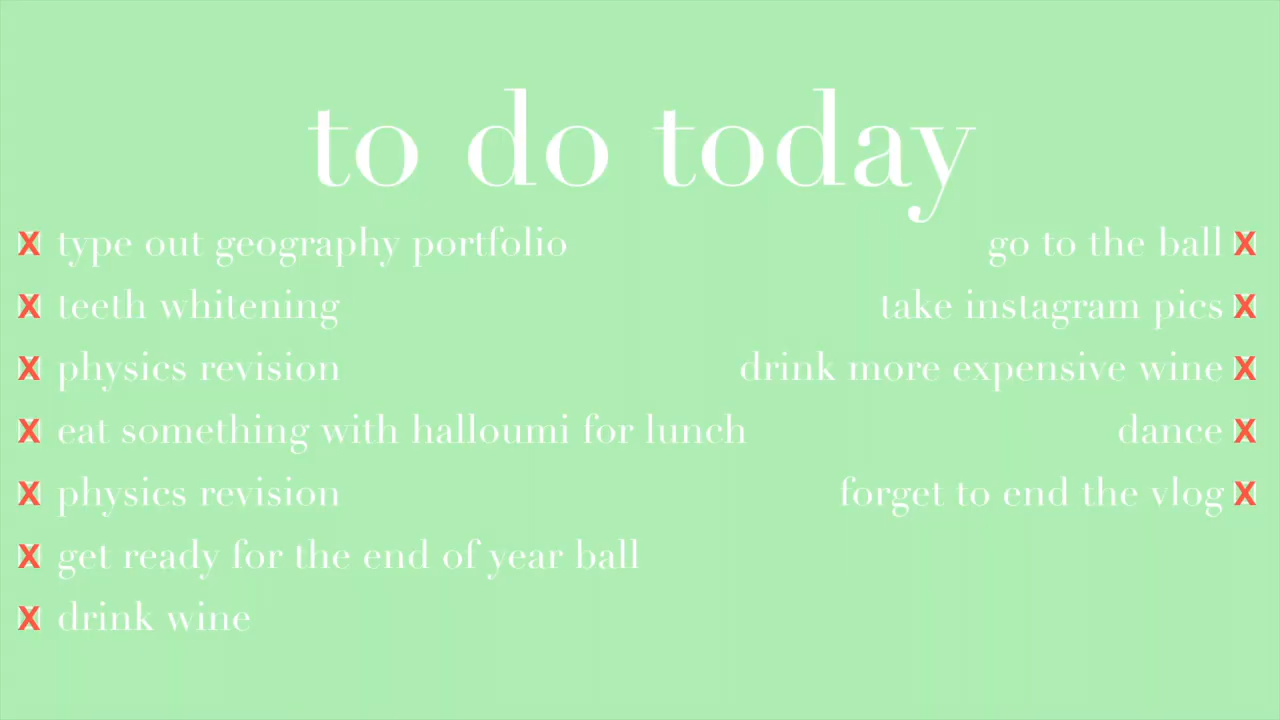 to do today
X type out geography portfolio
X teeth whitening
X physics revision
X eat something with halloumi for lunch
X physics revision
X get ready for the end of year ball
X drink wine
go to the ball X
take instagram pics X
drink more expensive wine X
dance X
forget to end the vlog X